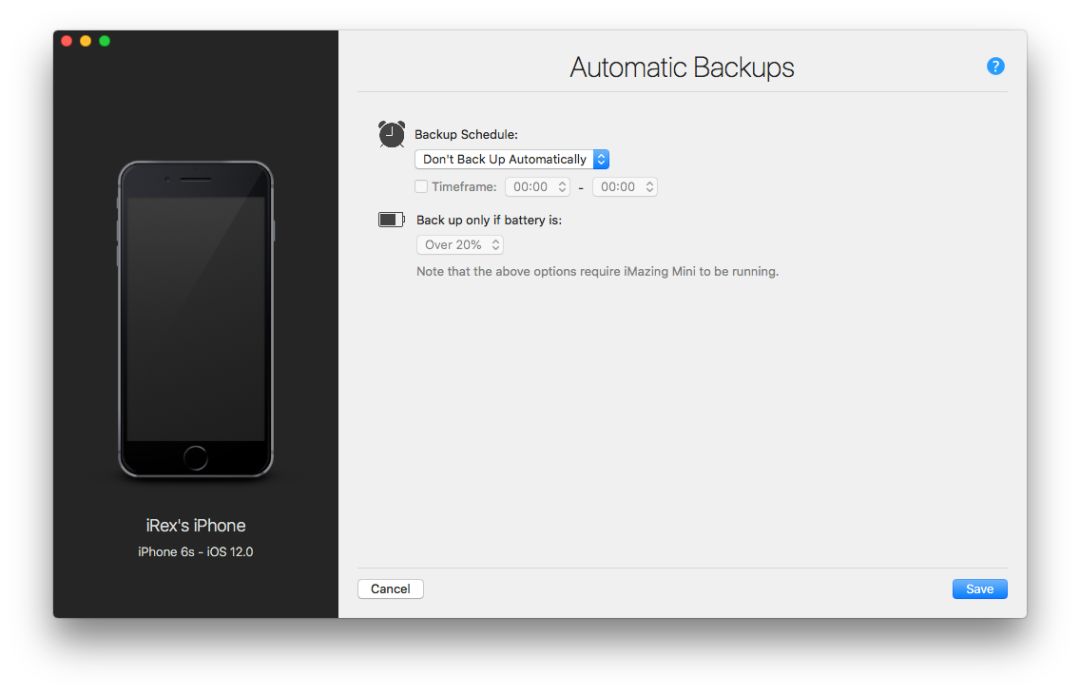 Automatic Backups
?
Backup Schedule:
Don't Back Up Automatically
Timeframe: 00:00 - 00:00
Back up only if battery is:
Over 20%
Note that the above options require iMazing Mini to be running.
iRex's iPhone
iPhone 6s - iOS 12.0
Cancel
Save